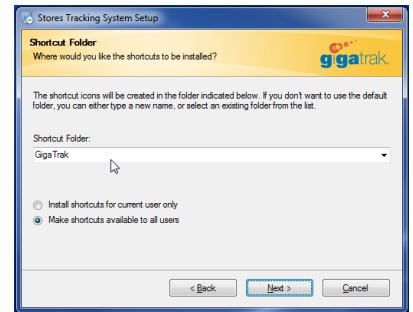 Stores Tracking System Setup
Shortcut Folder
Where would you like the shortcuts to be installed?
gigatrak.
The shortcut icons will be created in the folder indicated below. If you don't want to use the default
folder, you can either type a new name, or select an existing folder from the list.
Shortcut Folder:
GigaTrak
Install shortcuts for current user only
Make shortcuts available to all users
< Back
Next >
Cancel